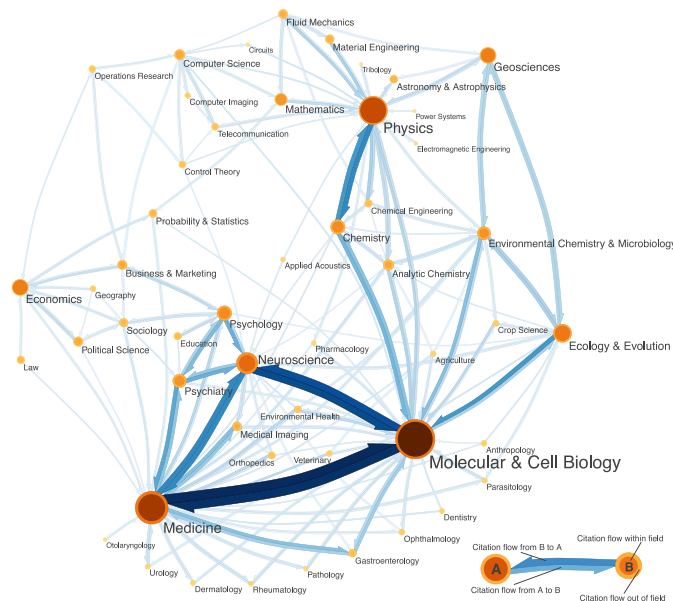 Fluid Mechanics
Circuits
Material Engineering
Computer Science
Tribology
Geosciences
Operations Research
Astronomy & Astrophysics
Computer Imaging
Mathematics
Physics
Power Systems
Telecommunication
Electromagnetic Engineering
Control Theory
Chemical Engineering
Probability & Statistics
Chemistry
Environmental Chemistry & Microbiology
Applied Acoustics
Analytic Chemistry
Business & Marketing
Economics
Geography
Psychology
Crop Science
Sociology
Education
Pharmacology
Ecology & Evolution
Political Science
Neuroscience
Agriculture
Law
Psychiatry
Environmental Health
Medical Imaging
Anthropology
Orthopedics
Veterinary
Molecular & Cell Biology
Parasitology
Medicine
Dentistry
Ophthalmology
Otolaryngology
Gastroenterology
Urology
Pathology
Dermatology
Rheumatology
Citation flow from B to A
Citation flow within field
A
B
Citation flow from A to B
Citation flow out of field